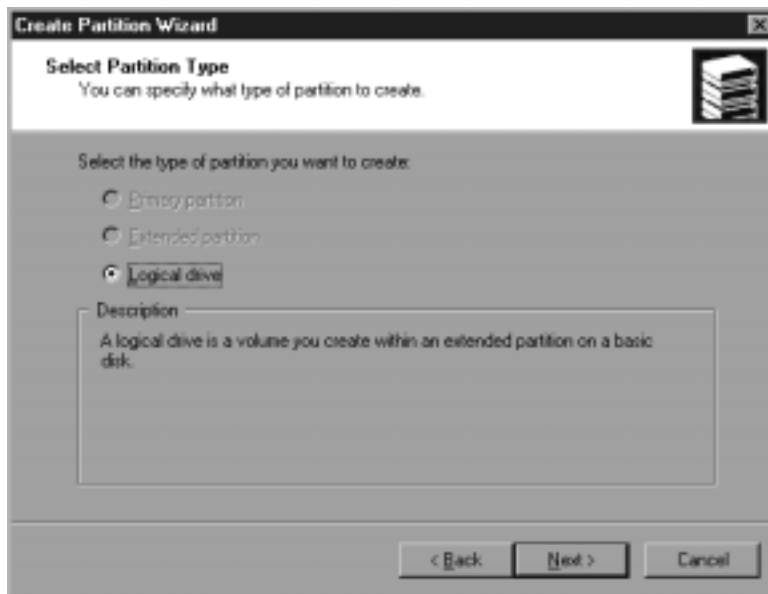 Create Partition Wizard
Select Partition Type
You can specify what type of partition to create.
Select the type of partition you want to create:
Primary partition
Extended partition
Logical drive
Description
A logical drive is a volume you create within an extended partition on a basic
disk.
< Back
Next >
Cancel